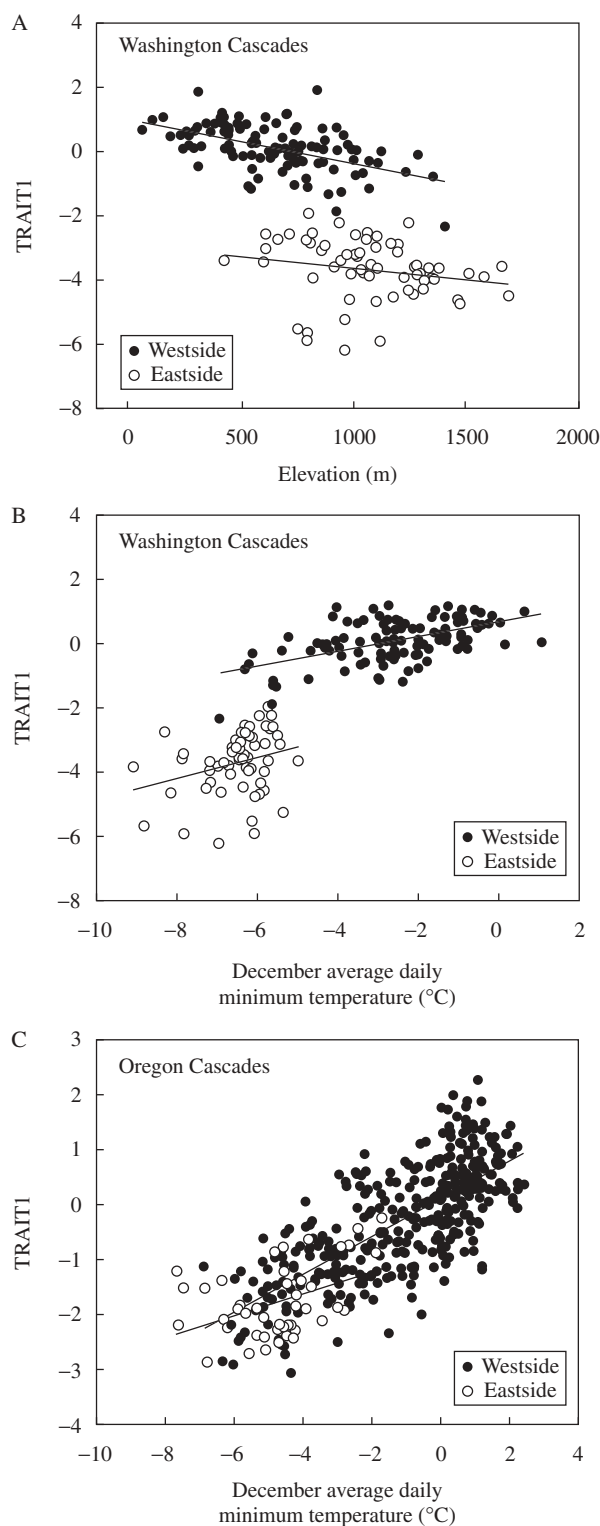 A
Washington Cascades
TRAIT1
4
2
0
−2
−4
−6
−8
Westside
Eastside
0 500 1000 1500 2000
Elevation (m)
B
Washington Cascades
TRAIT1
4
2
0
−2
−4
−6
−8
Westside
Eastside
−10 −8 −6 −4 −2 0 2
December average daily
minimum temperature (°C)
C
Oregon Cascades
TRAIT1
3
2
1
0
−1
−2
−3
−4
Westside
Eastside
−10 −8 −6 −4 −2 0 2 4
December average daily
minimum temperature (°C)